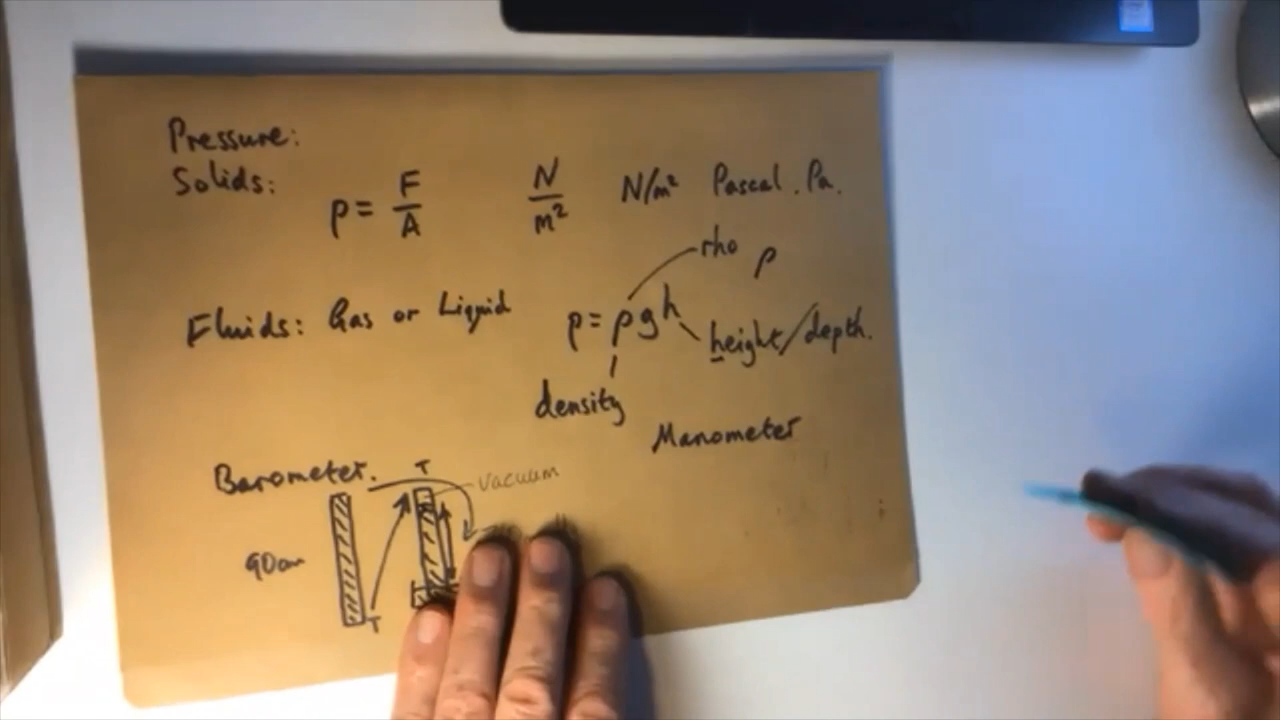 Pressure:
Solids:
p = F/A N/m² N/m² Pascal. Pa.
rho ρ
Fluids: Gas or Liquid p = ρgh
height/depth.
density
Manometer
Barometer. T vacuum
90cm
T